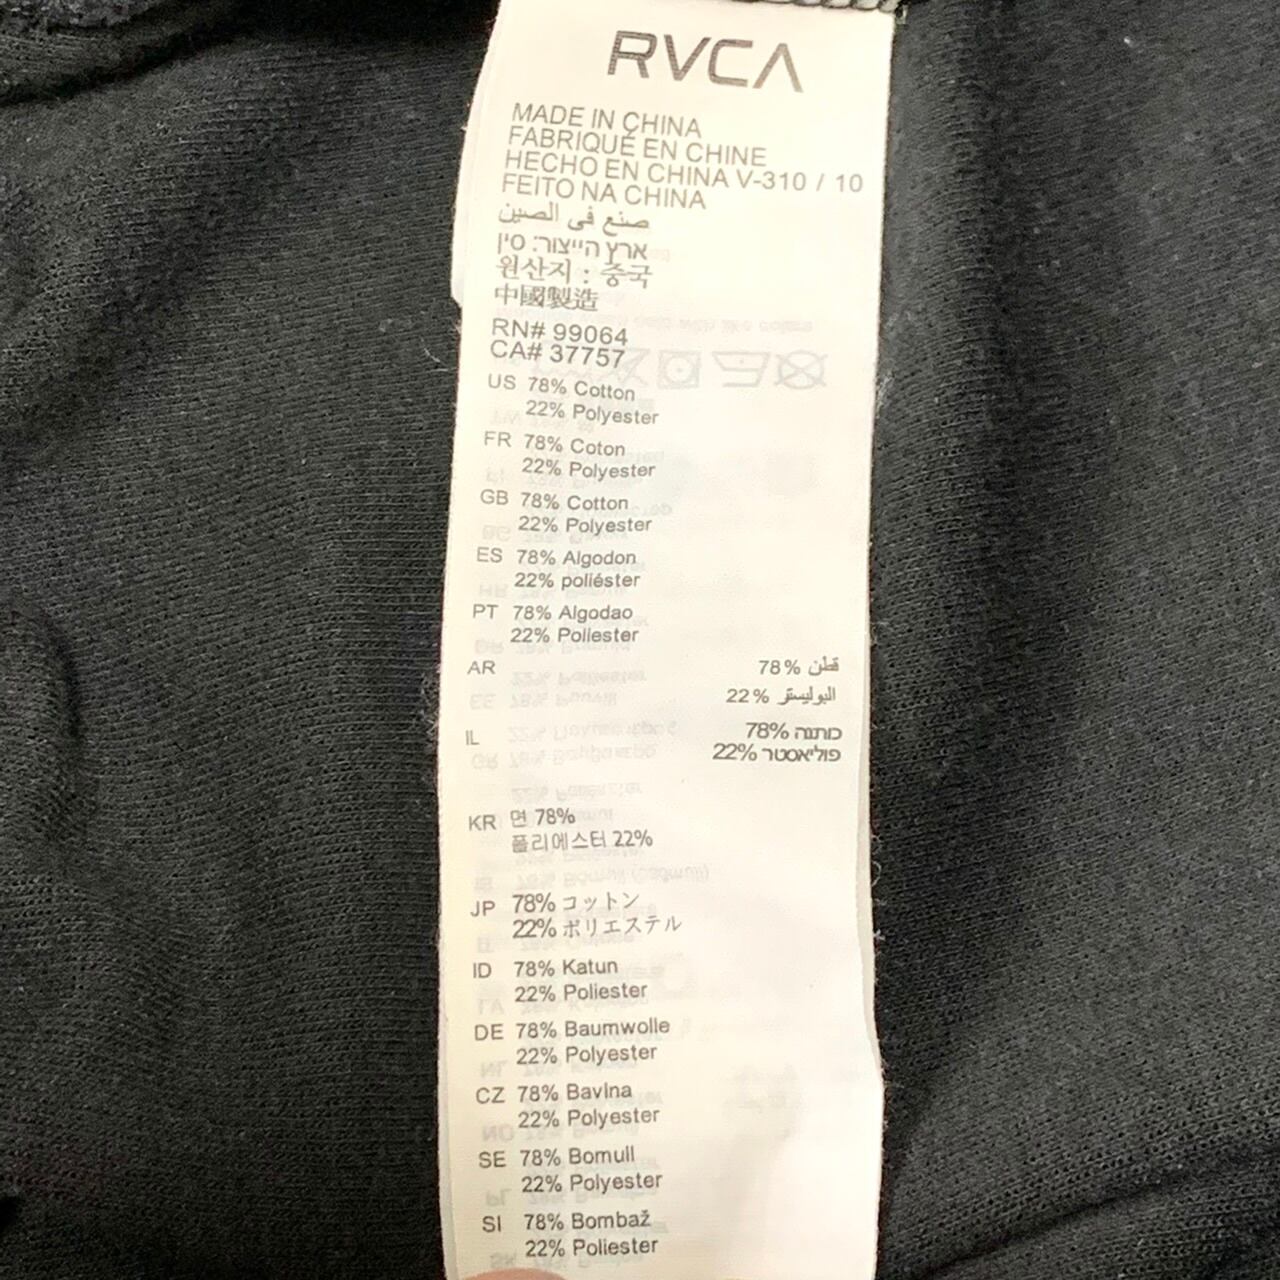 RVCA
MADE IN CHINA
FABRIQUÉ EN CHINE
HECHO EN CHINA V-310 / 10
FEITO NA CHINA
صنع في الصين
ארץ הייצור: סין
원산지 : 중국
中國製造
RN# 99064
CA# 37757
US 78% Cotton
22% Polyester
FR 78% Coton
22% Polyester
GB 78% Cotton
22% Polyester
ES 78% Algodon
22% poliéster
PT 78% Algodao
22% Poliester
AR 78% قطن
22% البوليستر
IL 78% כותנה
22% פוליאסטר
KR 면 78%
폴리에스터 22%
JP 78% コットン
22% ポリエステル
ID 78% Katun
22% Poliester
DE 78% Baumwolle
22% Polyester
CZ 78% Bavlna
22% Polyester
SE 78% Bomull
22% Polyester
SI 78% Bombaž
22% Poliester